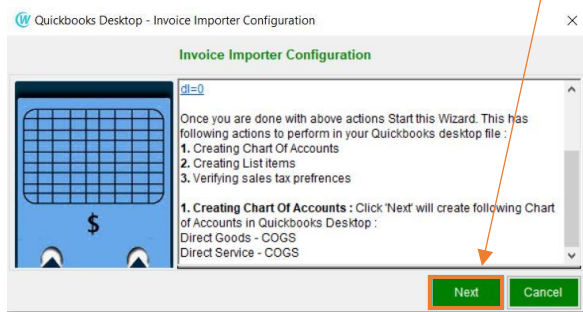 Quickbooks Desktop - Invoice Importer Configuration
Invoice Importer Configuration
dl=0
Once you are done with above actions Start this Wizard. This has
following actions to perform in your Quickbooks desktop file :
1. Creating Chart Of Accounts
2. Creating List items
3. Verifying sales tax prefrences
1. Creating Chart Of Accounts : Click 'Next' will create following Chart
of Accounts in Quickbooks Desktop :
Direct Goods - COGS
Direct Service - COGS
$
Next
Cancel